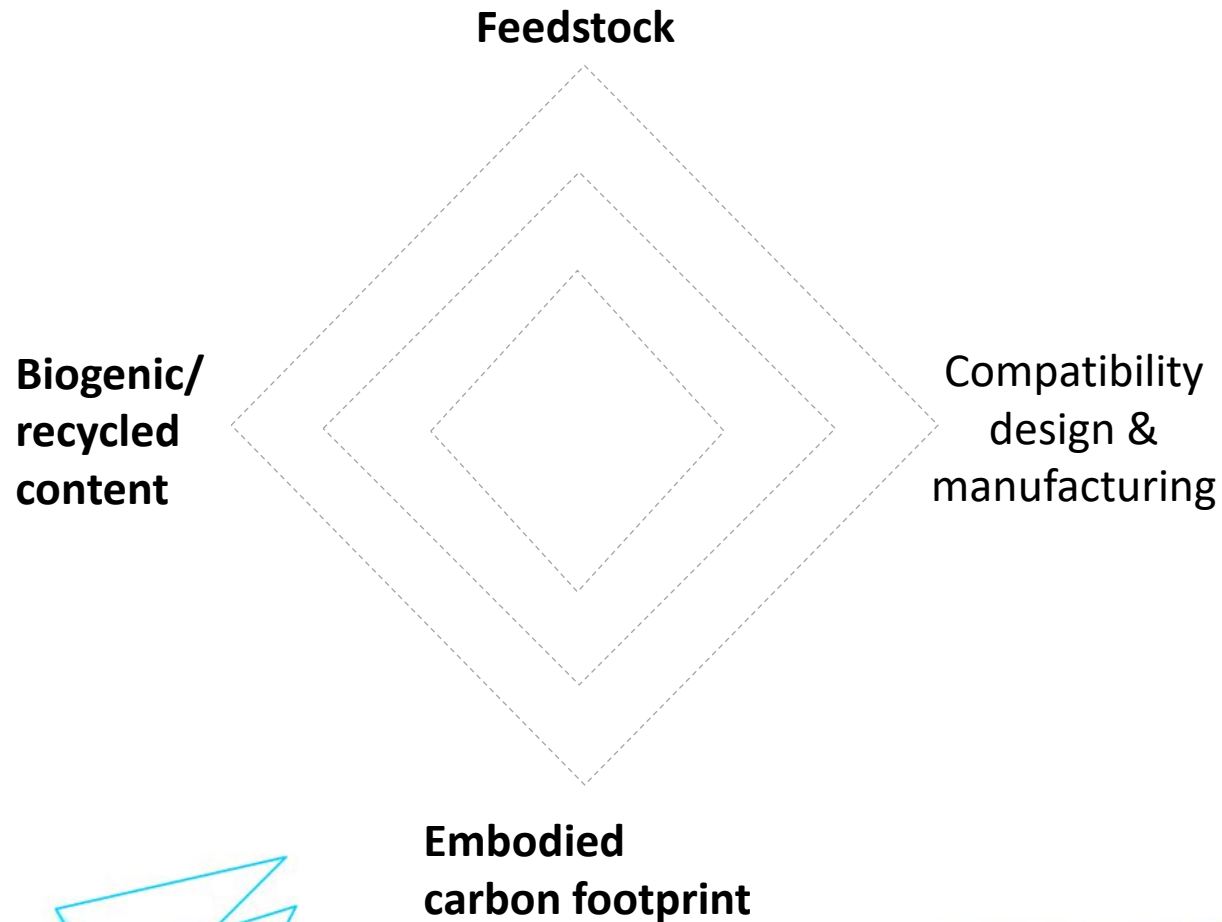 Feedstock
Biogenic/
recycled
content
Compatibility
design &
manufacturing
Embodied
carbon footprint